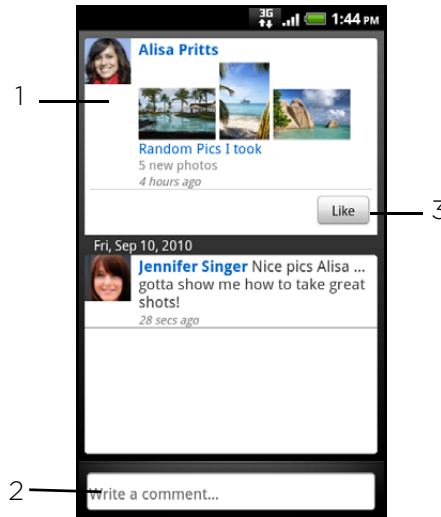 3G 1:44 PM
Alisa Pritts
1
Random Pics I took
5 new photos
4 hours ago
Like
3
Fri, Sep 10, 2010
Jennifer Singer Nice pics Alisa ...
gotta show me how to take great
shots!
28 secs ago
2
Write a comment...